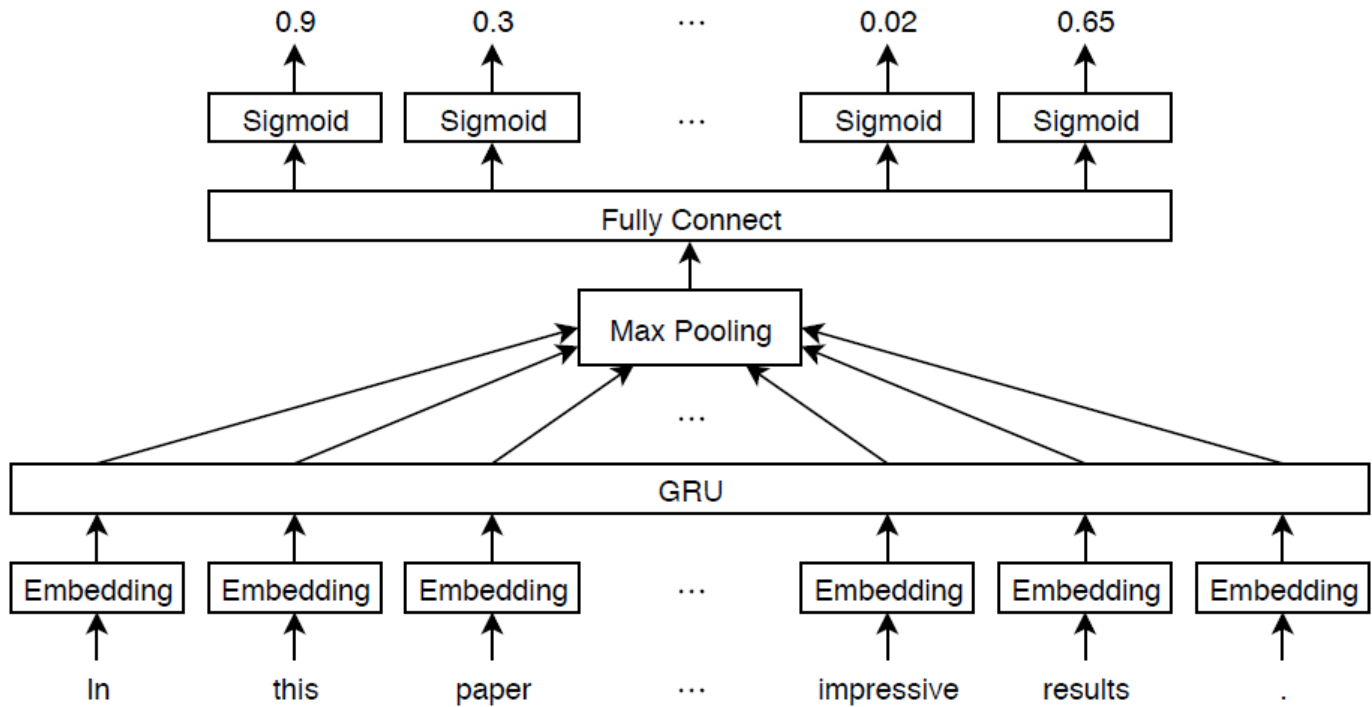 0.9 0.3 ... 0.02 0.65
Sigmoid Sigmoid ... Sigmoid Sigmoid
Fully Connect
Max Pooling
...
GRU
Embedding Embedding Embedding ... Embedding Embedding Embedding
In this paper ... impressive results .